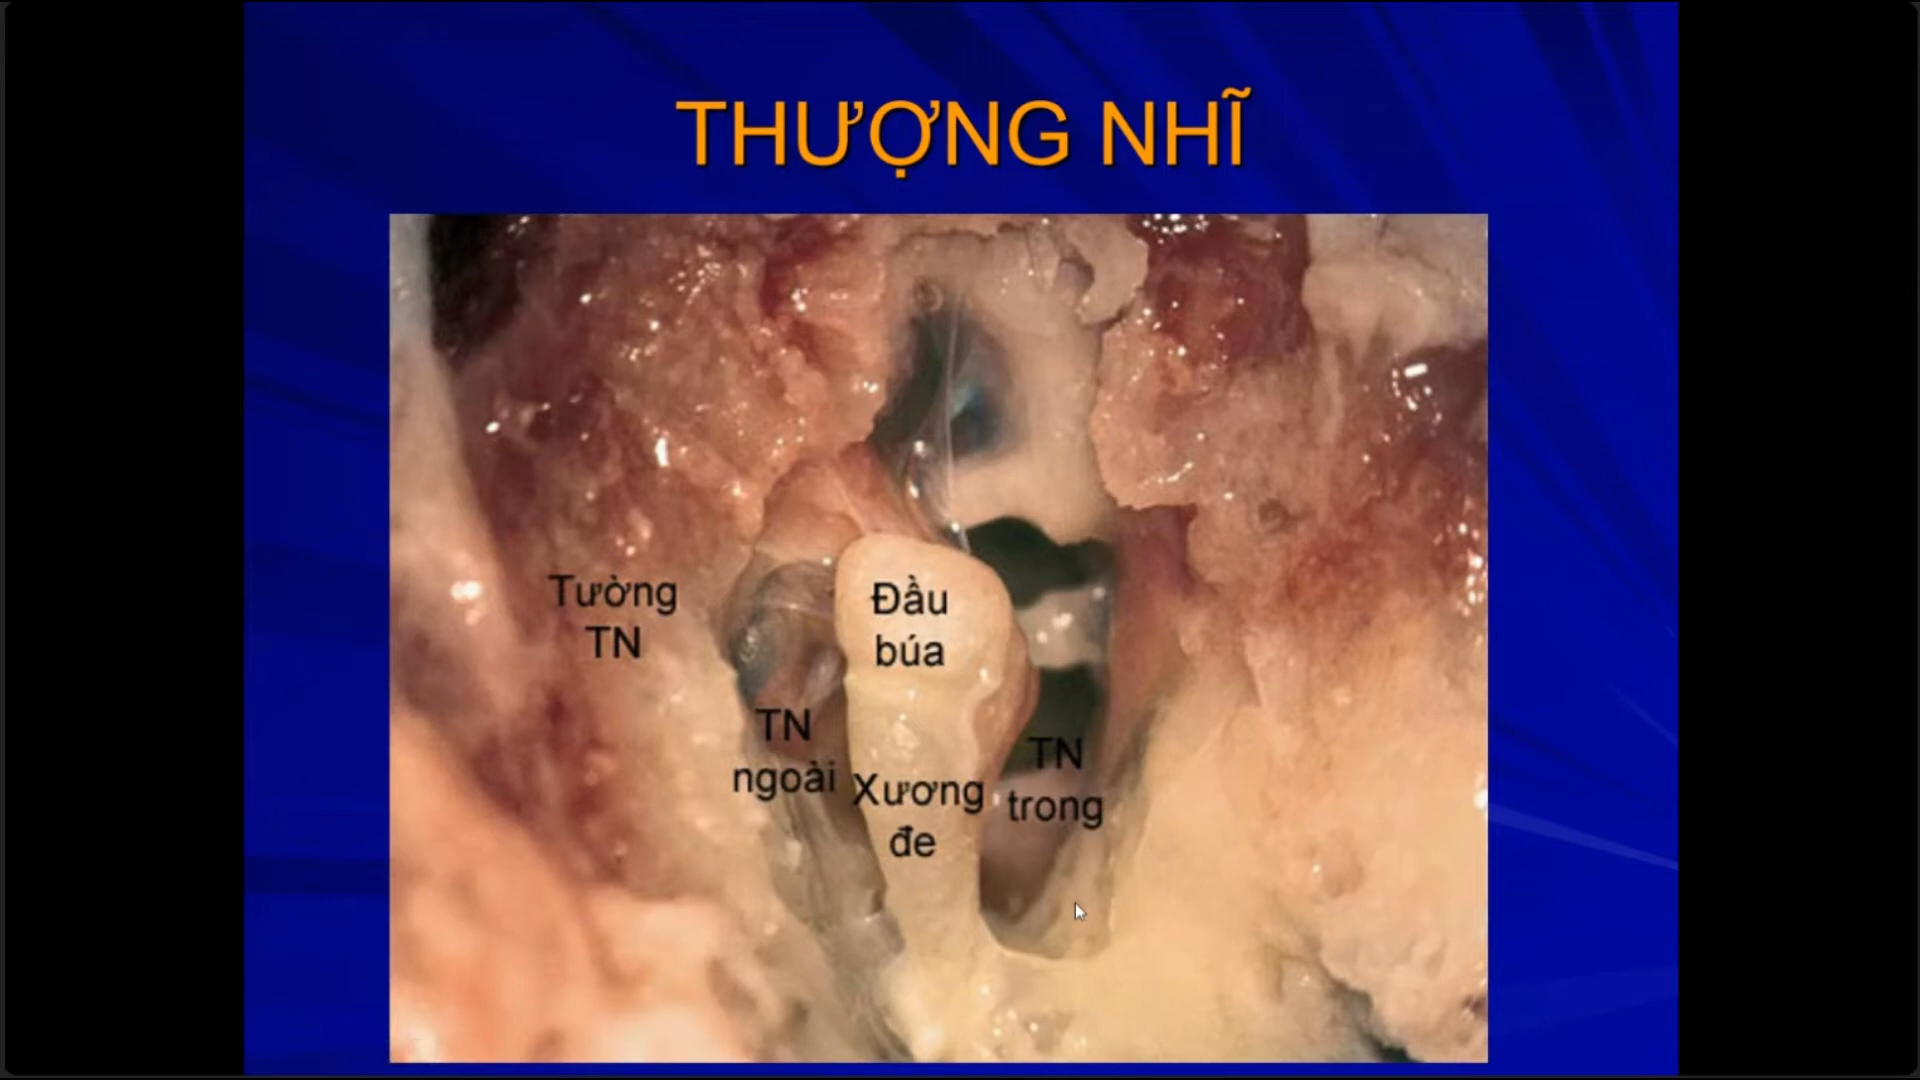 THƯỢNG NHĨ
Tường
TN
Đầu
búa
TN
ngoài
Xương
đe
TN
trong